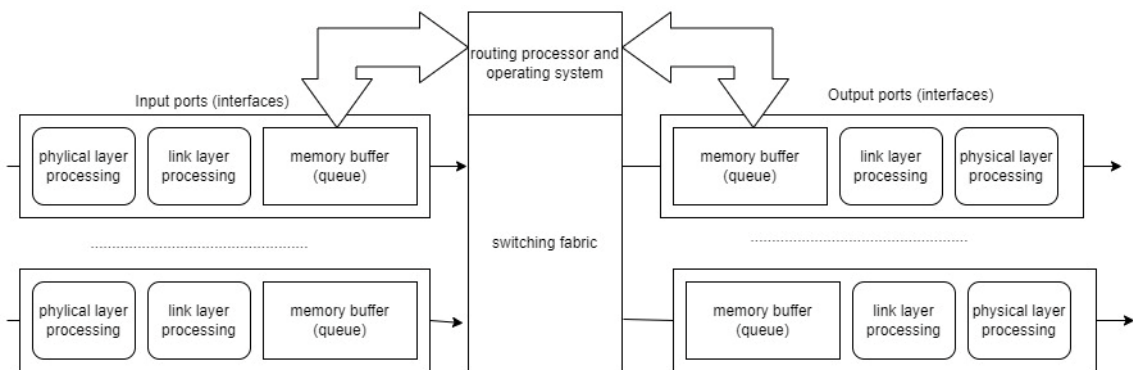 routing processor and
operating system
Input ports (interfaces)
Output ports (interfaces)
phylical layer
processing
link layer
processing
memory buffer
(queue)
memory buffer
(queue)
link layer
processing
physical layer
processing
switching fabric
phylical layer
processing
link layer
processing
memory buffer
(queue)
memory buffer
(queue)
link layer
processing
physical layer
processing